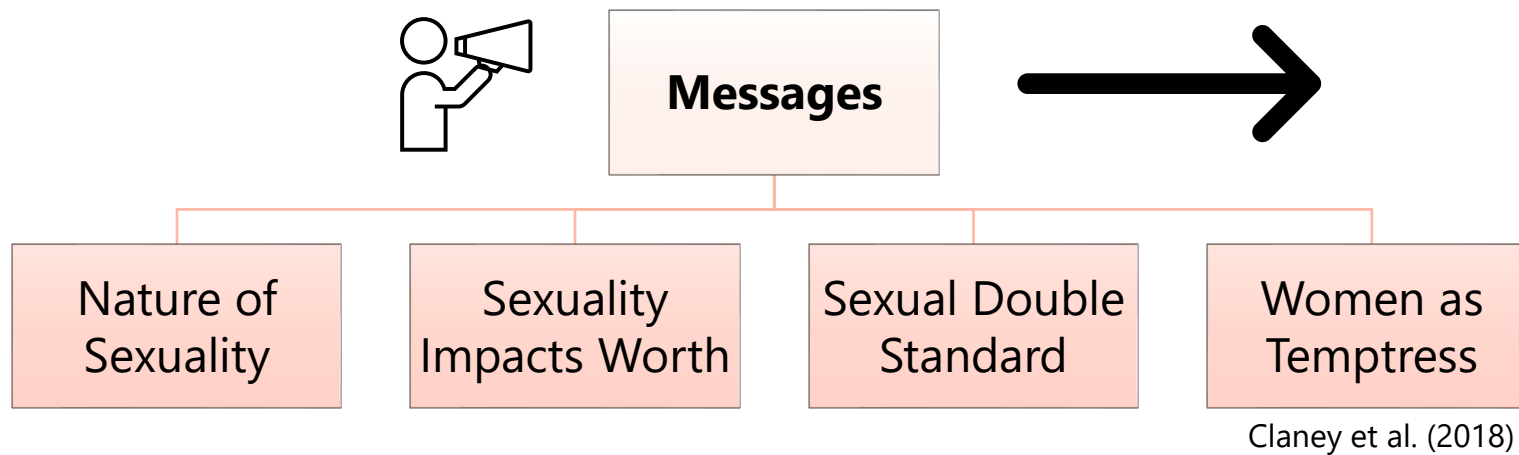 Messages
Nature of
Sexuality
Sexuality
Impacts Worth
Sexual Double
Standard
Women as
Temptress
Claney et al. (2018)